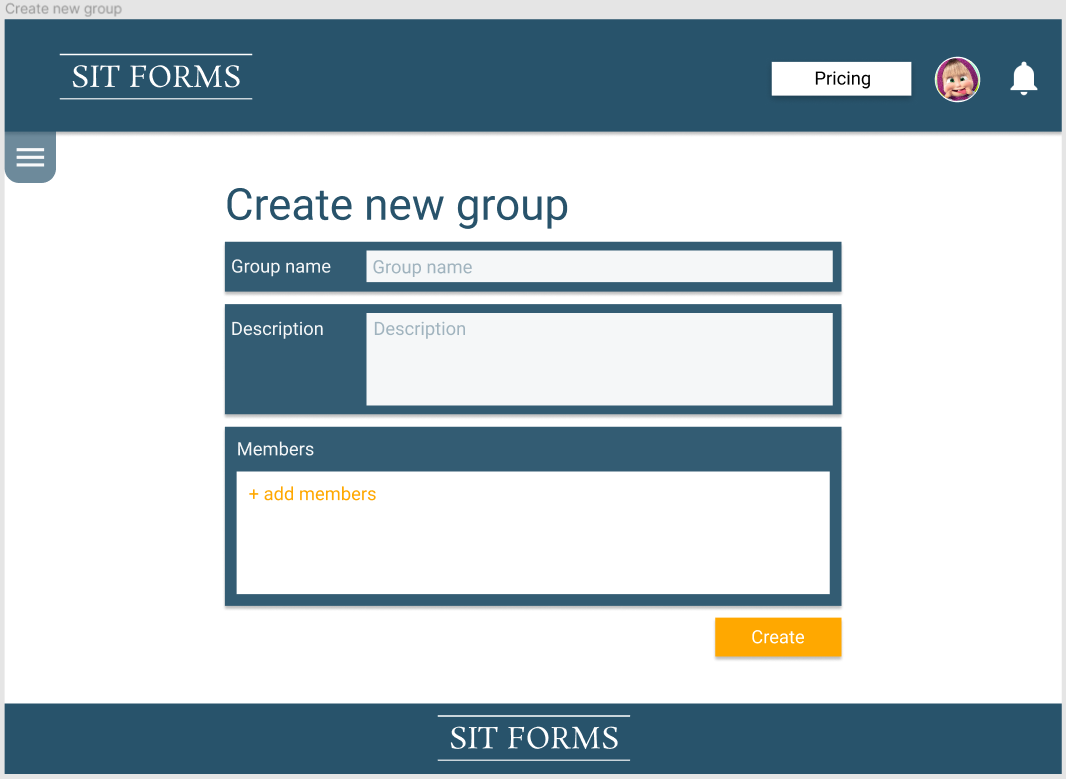 Create new group
SIT FORMS
Pricing
Create new group
Group name
Group name
Description
Description
Members
+ add members
Create
SIT FORMS